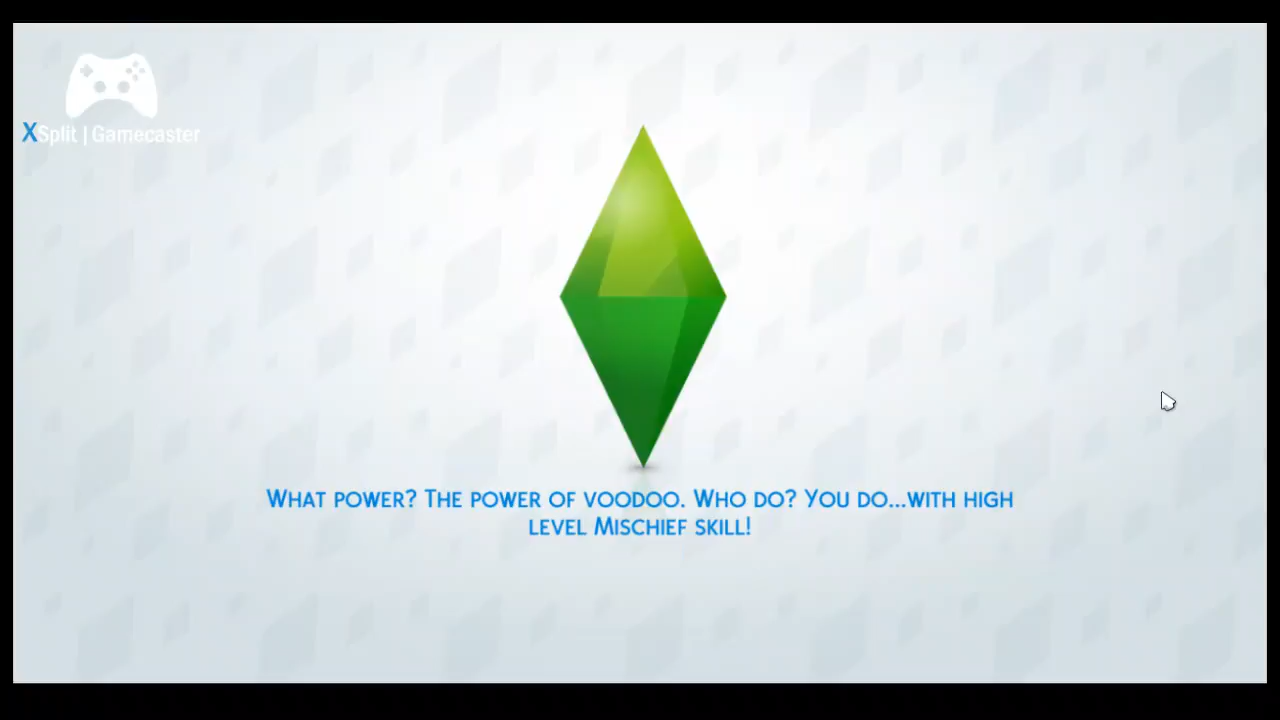 XSplit | Gamecaster
What power? The power of voodoo. Who do? You do...with high
level Mischief skill!